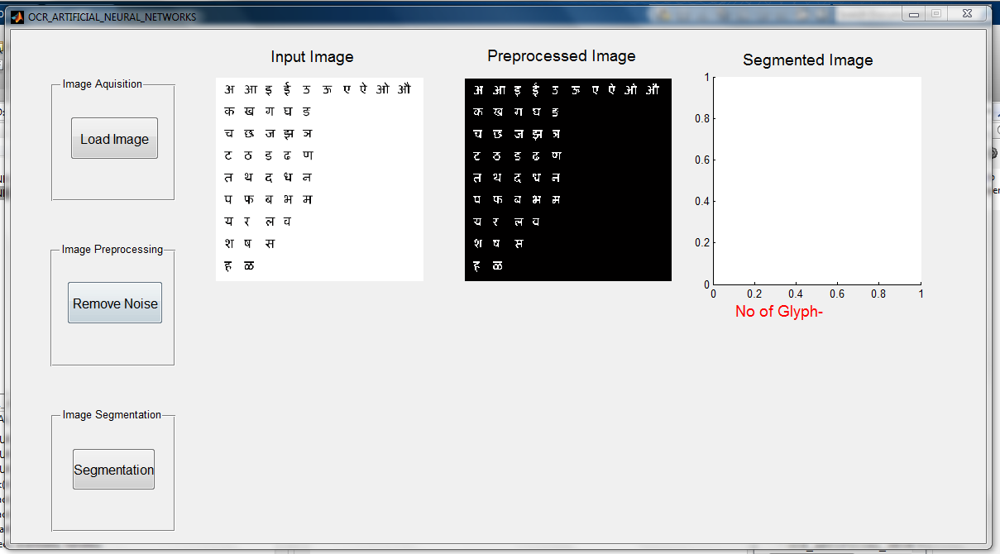 OCR_ARTIFICIAL_NEURAL_NETWORKS
Image Aquisition
Load Image
Image Preprocessing
Remove Noise
Image Segmentation
Segmentation
Input Image
अ आ इ ई उ ऊ ए ऐ ओ औ
क ख ग घ ङ
च छ ज झ ञ
ट ठ ड ढ ण
त थ द ध न
प फ ब भ म
य र ल व
श ष स
ह ळ
Preprocessed Image
अ आ इ ई उ ऊ ए ऐ ओ औ
क ख ग घ ङ
च छ ज झ ञ
ट ठ ड ढ ण
त थ द ध न
प फ ब भ म
य र ल व
श ष स
ह ळ
Segmented Image
1
0.8
0.6
0.4
0.2
0
0 0.2 0.4 0.6 0.8 1
No of Glyph-